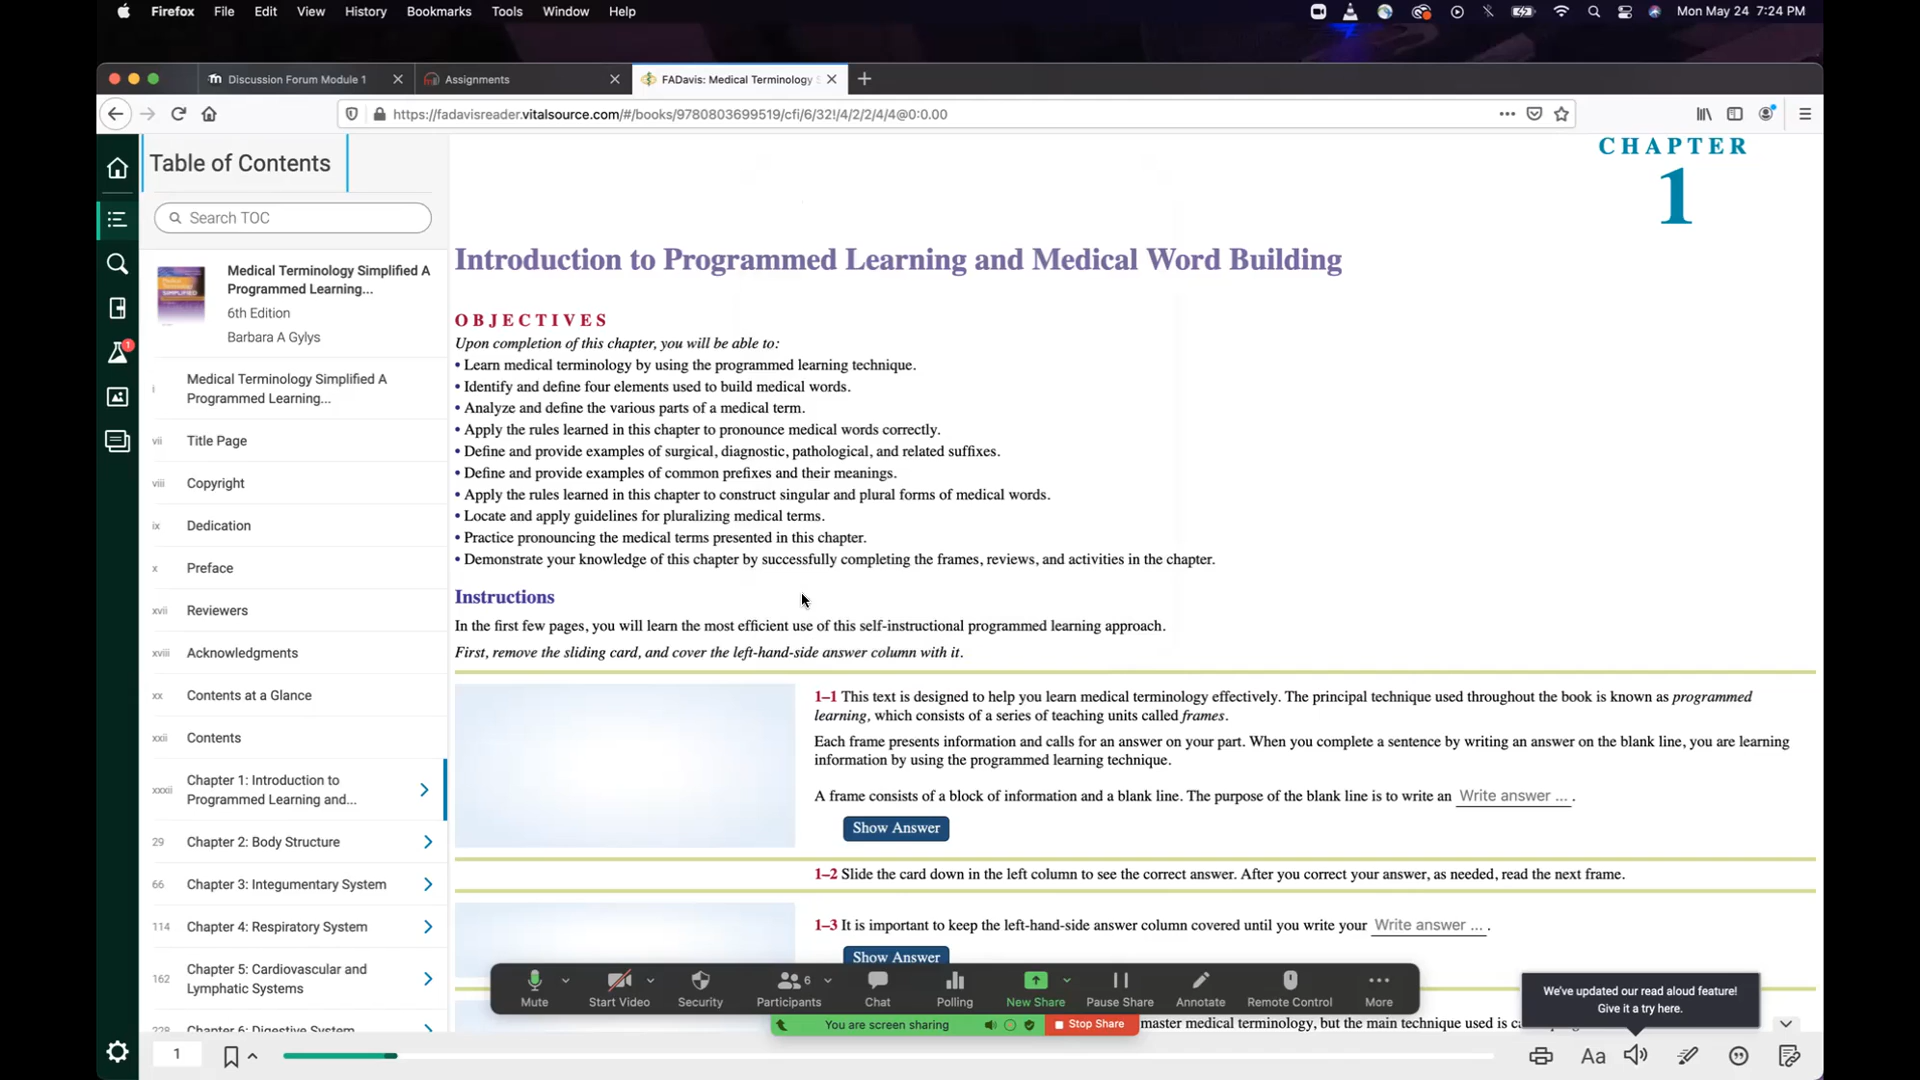 Firefox File Edit View History Bookmarks Tools Window Help Mon May 24 7:24 PM
Discussion Forum Module 1 Assignments FADavis: Medical Terminology
https://fadavisreader.vitalsource.com/#/books/9780803699519/cfi/6/32!/4/2/2/4/4@0:0.00
Table of Contents
Search TOC
Medical Terminology Simplified A
Programmed Learning...
6th Edition
Barbara A Gylys
i
Medical Terminology Simplified A
Programmed Learning...
vii Title Page
viii Copyright
ix Dedication
x Preface
xvii Reviewers
xviii Acknowledgments
xx Contents at a Glance
xxii Contents
xxxii
Chapter 1: Introduction to
Programmed Learning and...
29 Chapter 2: Body Structure
66 Chapter 3: Integumentary System
114 Chapter 4: Respiratory System
162
Chapter 5: Cardiovascular and
Lymphatic Systems
228 Chapter 6: Digestive System
1
CHAPTER
1
Introduction to Programmed Learning and Medical Word Building
OBJECTIVES
Upon completion of this chapter, you will be able to:
• Learn medical terminology by using the programmed learning technique.
• Identify and define four elements used to build medical words.
• Analyze and define the various parts of a medical term.
• Apply the rules learned in this chapter to pronounce medical words correctly.
• Define and provide examples of surgical, diagnostic, pathological, and related suffixes.
• Define and provide examples of common prefixes and their meanings.
• Apply the rules learned in this chapter to construct singular and plural forms of medical words.
• Locate and apply guidelines for pluralizing medical terms.
• Practice pronouncing the medical terms presented in this chapter.
• Demonstrate your knowledge of this chapter by successfully completing the frames, reviews, and activities in the chapter.
Instructions
In the first few pages, you will learn the most efficient use of this self-instructional programmed learning approach.
First, remove the sliding card, and cover the left-hand-side answer column with it.
1–1 This text is designed to help you learn medical terminology effectively. The principal technique used throughout the book is known as programmed
learning, which consists of a series of teaching units called frames.
Each frame presents information and calls for an answer on your part. When you complete a sentence by writing an answer on the blank line, you are learning
information by using the programmed learning technique.
A frame consists of a block of information and a blank line. The purpose of the blank line is to write an Write answer ... .
Show Answer
1–2 Slide the card down in the left column to see the correct answer. After you correct your answer, as needed, read the next frame.
1–3 It is important to keep the left-hand-side answer column covered until you write your Write answer ... .
Show Answer
6
Mute Start Video Security Participants Chat Polling New Share Pause Share Annotate Remote Control More
You are screen sharing Stop Share
master medical terminology, but the main technique used is
We've updated our read aloud feature!
Give it a try here.
1
Aa